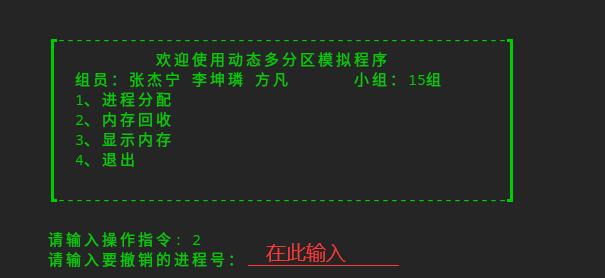 欢迎使用动态多分区模拟程序
组员：张杰宁 李坤璘 方凡 小组：15组
1、进程分配
2、内存回收
3、显示内存
4、退出
请输入操作指令：2
请输入要撤销的进程号：在此输入